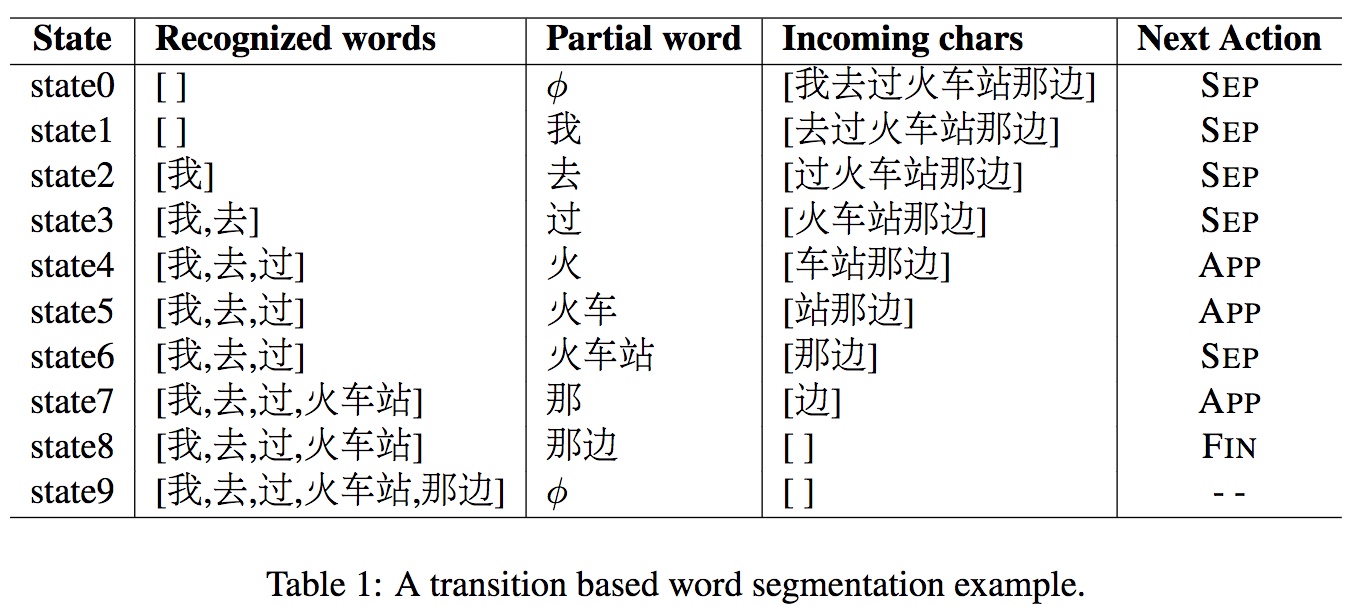 State Recognized words Partial word Incoming chars Next Action
state0 [ ] ϕ [我去过火车站那边] SEP
state1 [ ] 我 [去过火车站那边] SEP
state2 [我] 去 [过火车站那边] SEP
state3 [我,去] 过 [火车站那边] SEP
state4 [我,去,过] 火 [车站那边] APP
state5 [我,去,过] 火车 [站那边] APP
state6 [我,去,过] 火车站 [那边] SEP
state7 [我,去,过,火车站] 那 [边] APP
state8 [我,去,过,火车站] 那边 [ ] FIN
state9 [我,去,过,火车站,那边] ϕ [ ] - -
Table 1: A transition based word segmentation example.